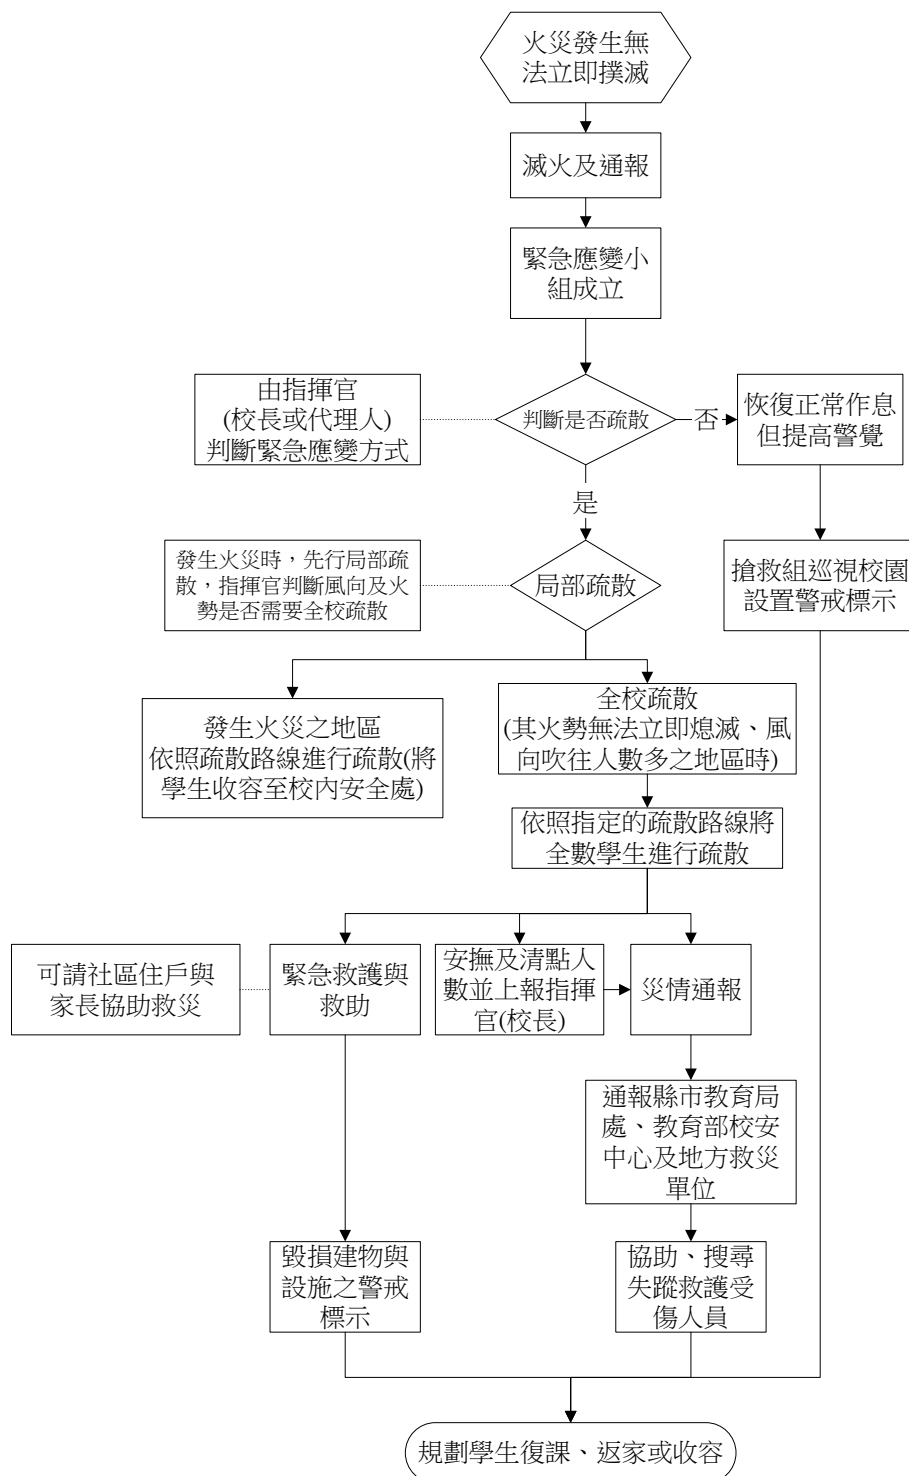 火災發生無
法立即撲滅
滅火及通報
緊急應變小
組成立
由指揮官
(校長或代理人)
判斷緊急應變方式
判斷是否疏散
否
恢復正常作息
但提高警覺
是
發生火災時，先行局部疏
散，指揮官判斷風向及火
勢是否需要全校疏散
局部疏散
搶救組巡視校園
設置警戒標示
發生火災之地區
依照疏散路線進行疏散(將
學生收容至校內安全處)
全校疏散
(其火勢無法立即熄滅、風
向吹往人數多之地區時)
依照指定的疏散路線將
全數學生進行疏散
可請社區住戶與
家長協助救災
緊急救護與
救助
安撫及清點人
數並上報指揮
官(校長)
災情通報
通報縣市教育局
處、教育部校安
中心及地方救災
單位
毀損建物與
設施之警戒
標示
協助、搜尋
失蹤救護受
傷人員
規劃學生復課、返家或收容